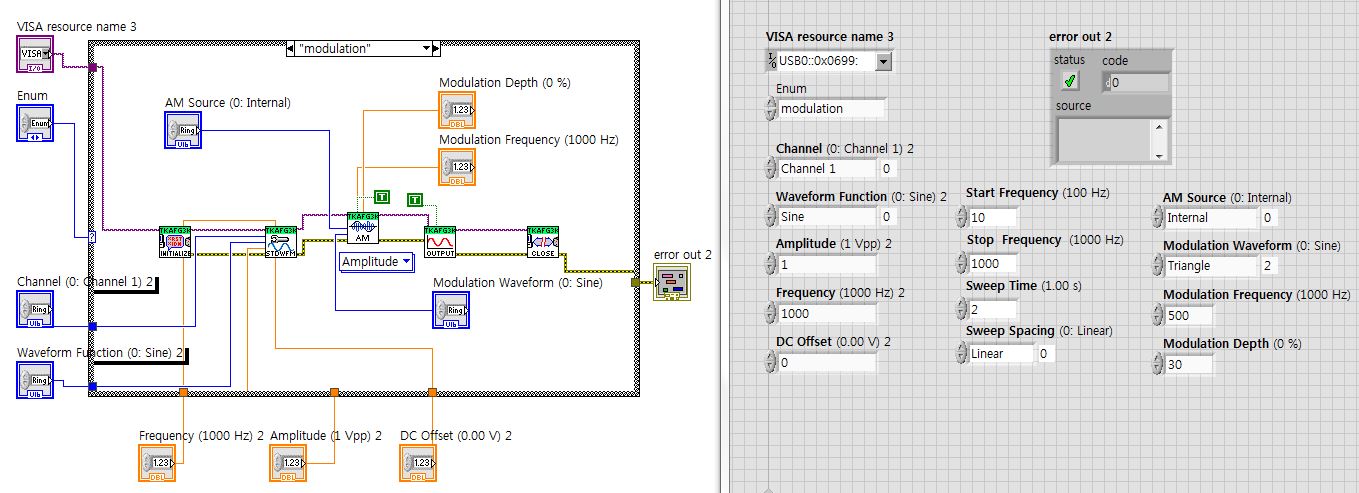 VISA resource name 3
VISA
I/O
"modulation"
Enum
Enum
AM Source (0: Internal)
Ring
U16
Modulation Depth (0 %)
1.23
DBL
Modulation Frequency (1000 Hz)
1.23
DBL
T
T
TKAFG3K
INITIALIZE
TKAFG3K
STDWFM
TKAFG3K
AM
TKAFG3K
OUTPUT
TKAFG3K
CLOSE
Amplitude
error out 2
Modulation Waveform (0: Sine)
Ring
U16
?
Channel (0: Channel 1) 2
Ring
U16
Waveform Function (0: Sine) 2
Ring
U16
Frequency (1000 Hz) 2
Amplitude (1 Vpp) 2
DC Offset (0.00 V) 2
1.23
DBL
1.23
DBL
1.23
DBL
VISA resource name 3
I/O
USB0::0x0699:
Enum
modulation
Channel (0: Channel 1) 2
Channel 1
0
Waveform Function (0: Sine) 2
Sine
0
Amplitude (1 Vpp) 2
1
Frequency (1000 Hz) 2
1000
DC Offset (0.00 V) 2
0
Start Frequency (100 Hz)
10
Stop Frequency (1000 Hz)
1000
Sweep Time (1.00 s)
2
Sweep Spacing (0: Linear)
Linear
0
error out 2
status
code
d0
source
AM Source (0: Internal)
Internal
0
Modulation Waveform (0: Sine)
Triangle
2
Modulation Frequency (1000 Hz)
500
Modulation Depth (0 %)
30